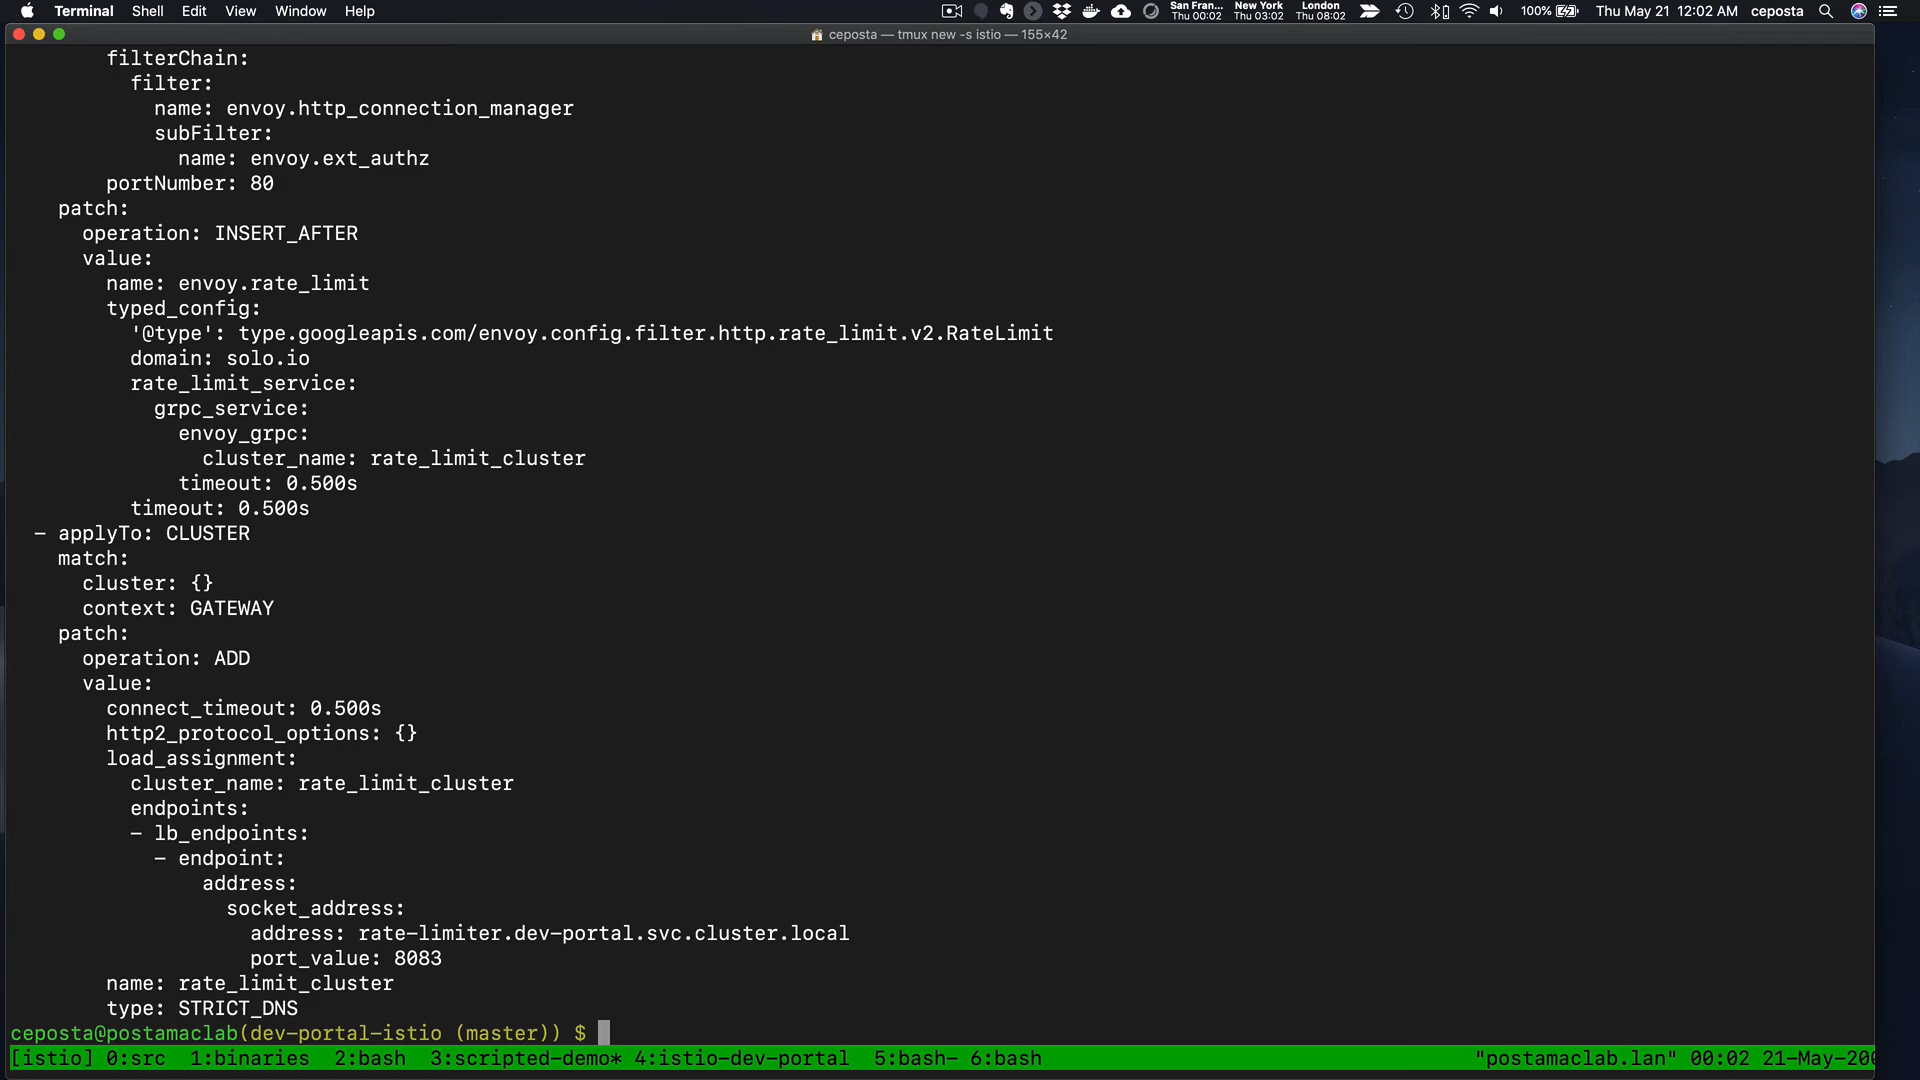 Terminal Shell Edit View Window Help San Fran... Thu 00:02 New York Thu 03:02 London Thu 08:02 100% Thu May 21 12:02 AM ceposta
ceposta — tmux new -s istio — 155×42
filterChain:
filter:
name: envoy.http_connection_manager
subFilter:
name: envoy.ext_authz
portNumber: 80
patch:
operation: INSERT_AFTER
value:
name: envoy.rate_limit
typed_config:
'@type': type.googleapis.com/envoy.config.filter.http.rate_limit.v2.RateLimit
domain: solo.io
rate_limit_service:
grpc_service:
envoy_grpc:
cluster_name: rate_limit_cluster
timeout: 0.500s
timeout: 0.500s
- applyTo: CLUSTER
match:
cluster: {}
context: GATEWAY
patch:
operation: ADD
value:
connect_timeout: 0.500s
http2_protocol_options: {}
load_assignment:
cluster_name: rate_limit_cluster
endpoints:
- lb_endpoints:
- endpoint:
address:
socket_address:
address: rate-limiter.dev-portal.svc.cluster.local
port_value: 8083
name: rate_limit_cluster
type: STRICT_DNS
ceposta@postamaclab(dev-portal-istio (master)) $
[istio] 0:src 1:binaries 2:bash 3:scripted-demo* 4:istio-dev-portal 5:bash- 6:bash "postamaclab.lan" 00:02 21-May-200